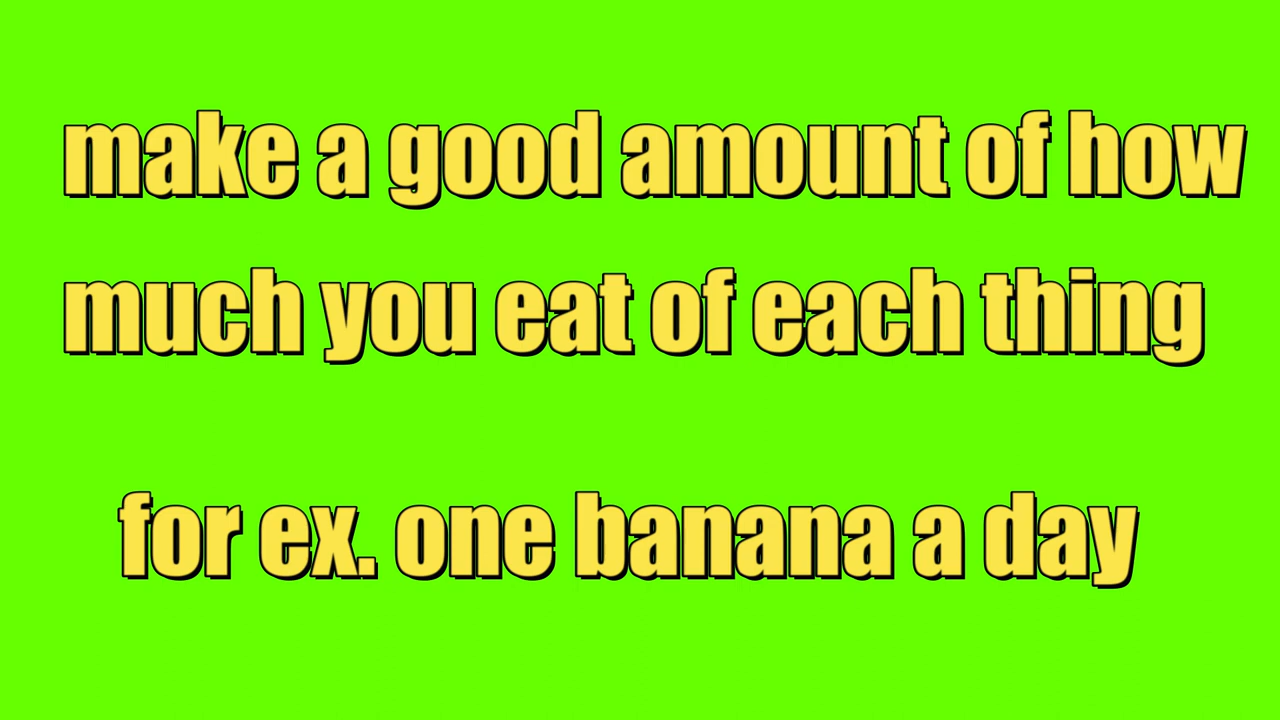 make a good amount of how
much you eat of each thing
for ex. one banana a day